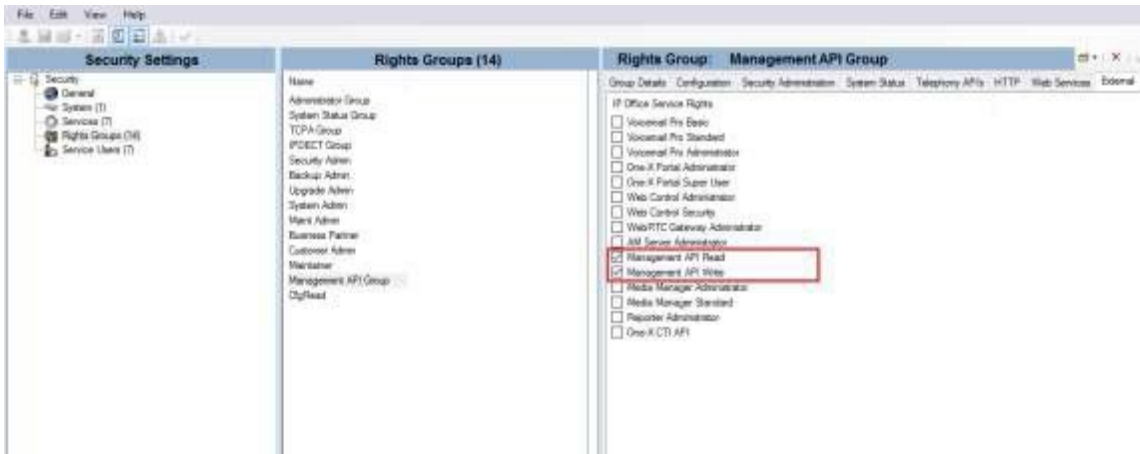 File Edit View Help
Security Settings
Security
General
System (1)
Services (7)
Rights Groups (14)
Service Users (7)
Rights Groups (14)
Name
Administrator Group
System Status Group
TCPA Group
IPDECT Group
Security Admin
Backup Admin
Upgrade Admin
System Admin
Maint Admin
Business Partner
Customer Admin
Maintainer
Management API Group
CfgRead
Rights Group: Management API Group
Group Details Configuration Security Administration System Status Telephony APIs HTTP Web Services External
IP Office Service Rights
Voicemail Pro Basic
Voicemail Pro Standard
Voicemail Pro Administrator
One-X Portal Administrator
One-X Portal Super User
Web Control Administrator
Web Control Security
WebRTC Gateway Administrator
AM Server Administrator
Management API Read
Management API Write
Media Manager Administrator
Media Manager Standard
Reporter Administrator
One-X CTI API